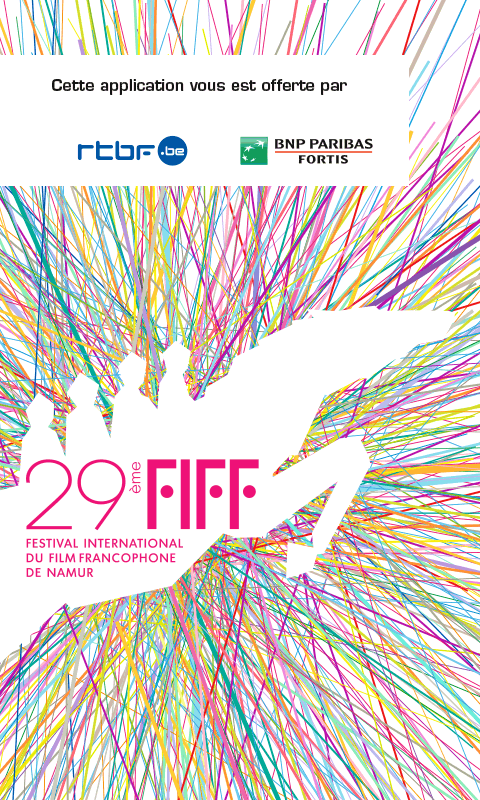 Cette application vous est offerte par
rtbf.be
BNP PARIBAS
FORTIS
29ème FIFF
FESTIVAL INTERNATIONAL
DU FILM FRANCOPHONE
DE NAMUR